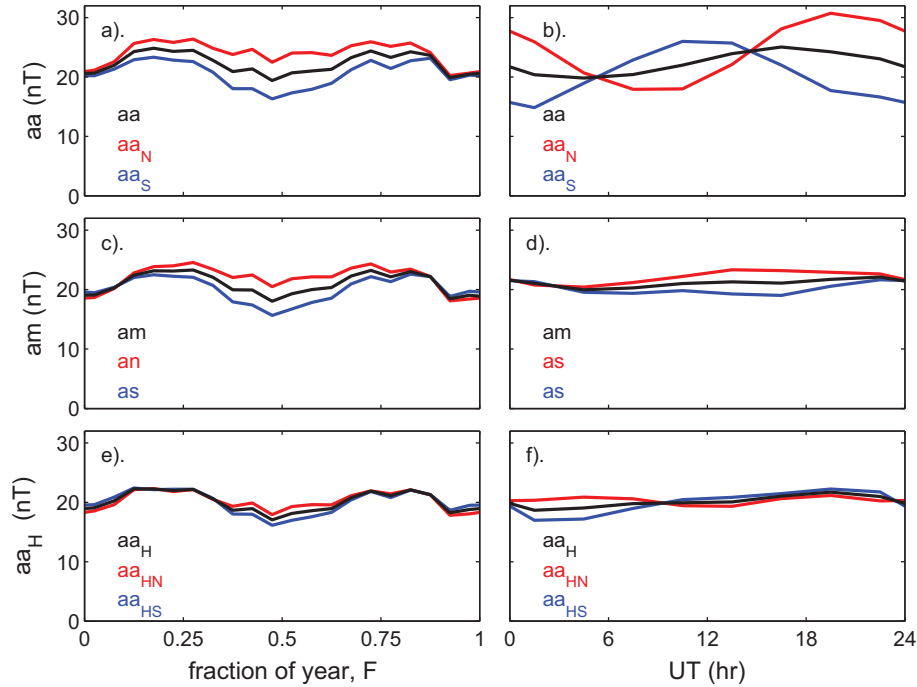 30
20
10
0
aa (nT)
a).
aa
aa_N
aa_S
b).
aa
aa_N
aa_S
30
20
10
0
am (nT)
c).
am
an
as
d).
am
as
as
30
20
10
0
aa_H (nT)
e).
aa_H
aa_HN
aa_HS
f).
aa_H
aa_HN
aa_HS
0 0.25 0.5 0.75 1
fraction of year, F
0 6 12 18 24
UT (hr)